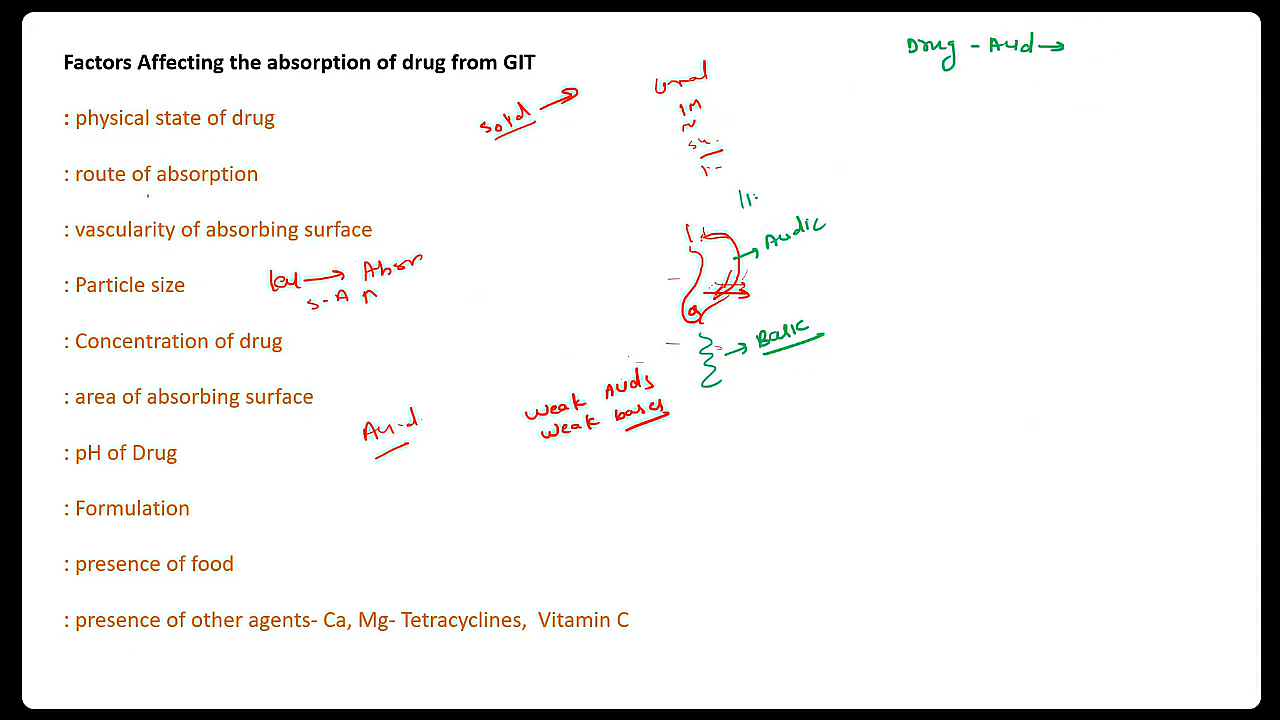 Drug - Acid →
Factors Affecting the absorption of drug from GIT
: physical state of drug
Solid →
IM
: route of absorption
: vascularity of absorbing surface
→ Acidic
→ Absor
S-A
: Particle size
: Concentration of drug
→ Basic
: area of absorbing surface
weak Acids
weak bases
Acid
: pH of Drug
: Formulation
: presence of food
: presence of other agents- Ca, Mg- Tetracyclines, Vitamin C